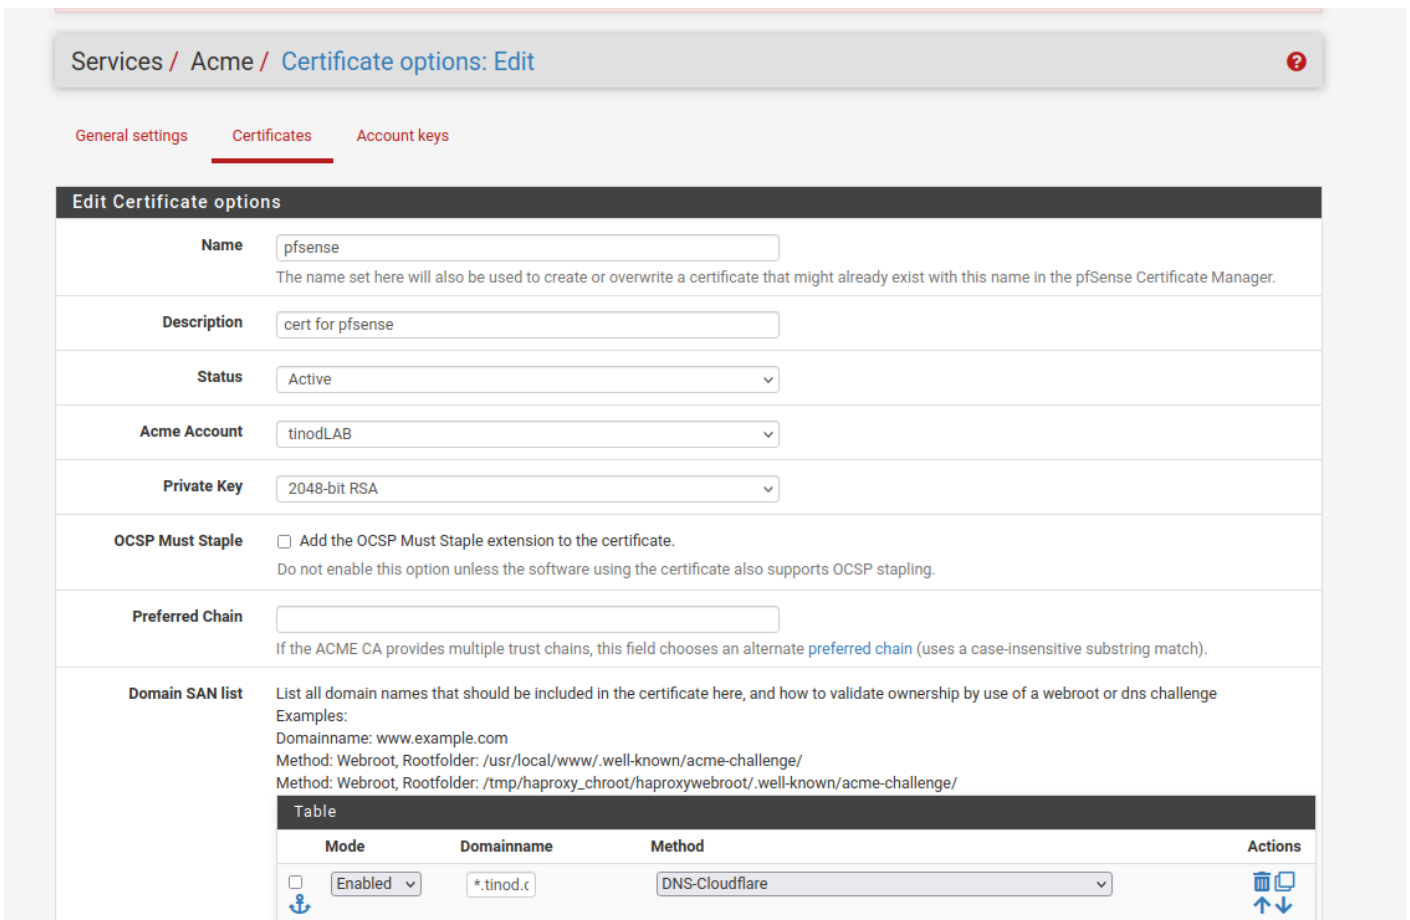 Services / Acme / Certificate options: Edit
General settings Certificates Account keys
Edit Certificate options
Name pfsense
The name set here will also be used to create or overwrite a certificate that might already exist with this name in the pfSense Certificate Manager.
Description cert for pfsense
Status Active
Acme Account tinodLAB
Private Key 2048-bit RSA
OCSP Must Staple Add the OCSP Must Staple extension to the certificate.
Do not enable this option unless the software using the certificate also supports OCSP stapling.
Preferred Chain
If the ACME CA provides multiple trust chains, this field chooses an alternate preferred chain (uses a case-insensitive substring match).
Domain SAN list List all domain names that should be included in the certificate here, and how to validate ownership by use of a webroot or dns challenge
Examples:
Domainname: www.example.com
Method: Webroot, Rootfolder: /usr/local/www/.well-known/acme-challenge/
Method: Webroot, Rootfolder: /tmp/haproxy_chroot/haproxywebroot/.well-known/acme-challenge/
Table
Mode Domainname Method Actions
Enabled *.tinod.c DNS-Cloudflare